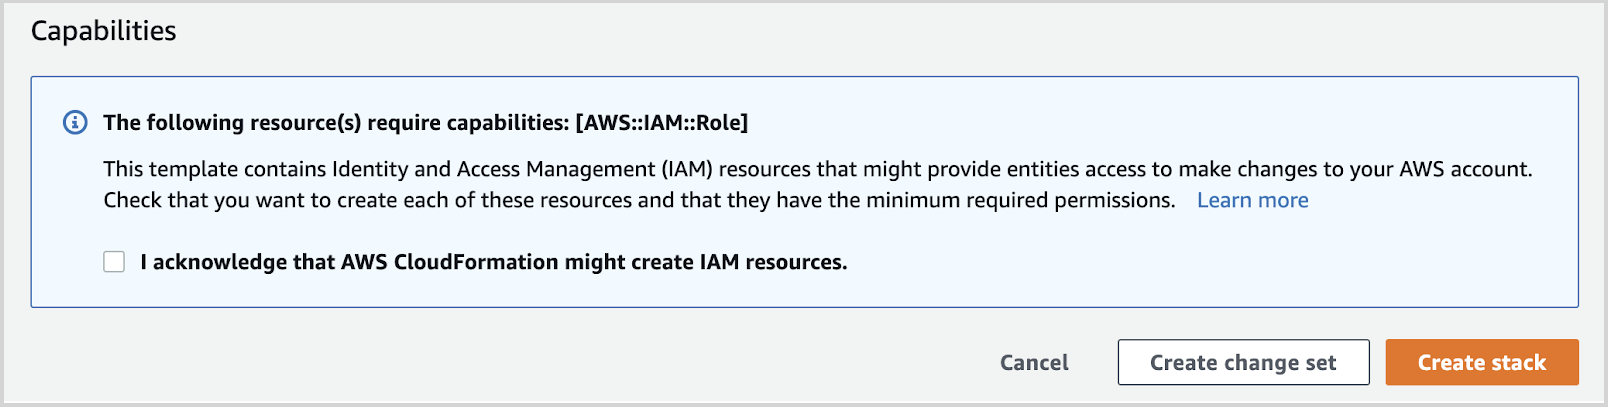 Capabilities
The following resource(s) require capabilities: [AWS::IAM::Role]
This template contains Identity and Access Management (IAM) resources that might provide entities access to make changes to your AWS account.
Check that you want to create each of these resources and that they have the minimum required permissions. Learn more
I acknowledge that AWS CloudFormation might create IAM resources.
Cancel Create change set Create stack